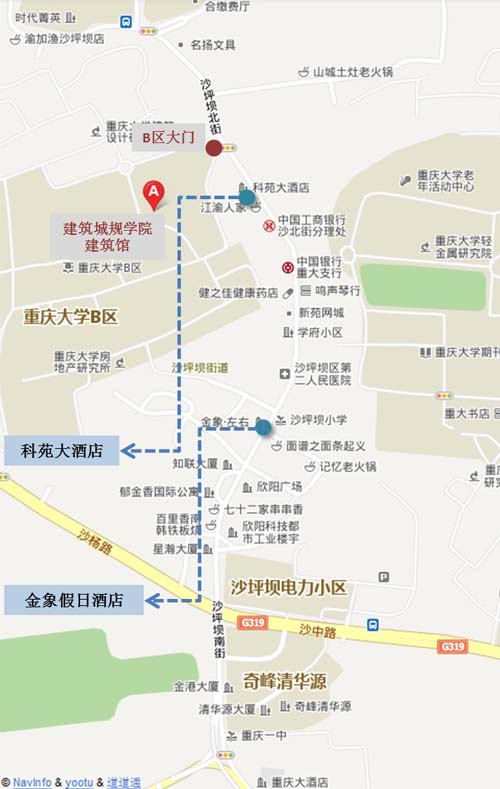 合缴费厅
时代菁英
渝加渔沙坪坝店
名扬文具
山城土灶老火锅
沙坪坝北街
重庆大学建筑
设计
B区大门
A
科苑大酒店
江渝人家
重庆大学老
年活动中心
建筑城规学院
建筑馆
中国工商银行
沙北街分理处
重庆大学轻
金属研究院
重庆大学B区
中国银行
重大支行
健之佳健康药店
鸣声琴行
重庆大学B区
新苑网城
学府小区
重庆大学房
地产研究所
沙坪坝街道
沙坪坝区第
二人民医院
重庆大学期刊
金象·左右
沙坪坝小学
重大书店
科苑大酒店
面谱之面条起义
知联大厦
记忆老火锅
重庆
研究
郁金香国际公寓
欣阳广场
百里香南
韩铁板烧
七十二家串串香
沙杨路
欣阳科技都
市工业楼宇
星瀚大厦
金象假日酒店
沙坪坝电力小区
沙坪坝南街
G319
沙中路
G319
金港大厦
奇峰清华源
清华源大厦
奇峰清华源
重庆一中
重庆大酒店
© NavInfo & yootu & 道道通